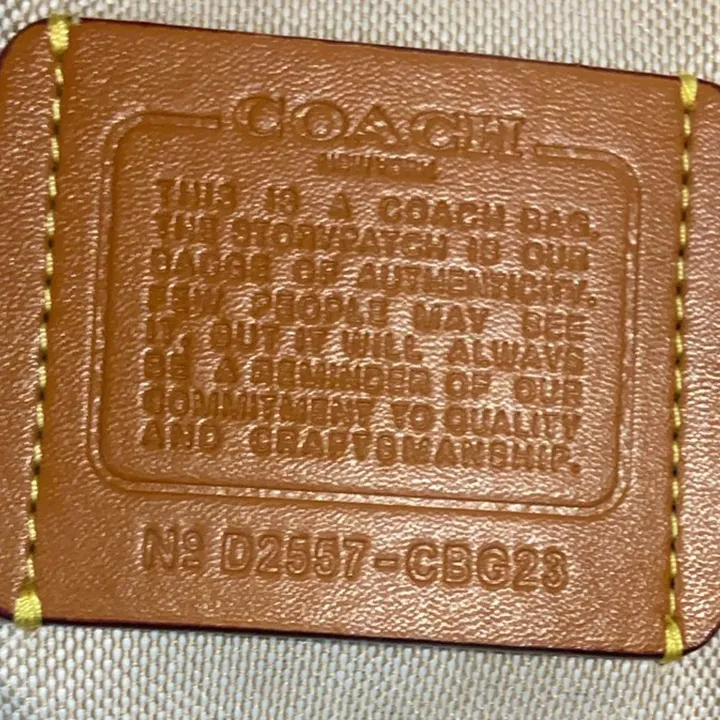 COACH
NEW YORK
THIS IS A COACH BAG.
THE STORYPATCH IS OUR
BADGE OF AUTHENTICITY.
FEW PEOPLE MAY SEE
IT, BUT IT WILL ALWAYS
BE A REMINDER OF OUR
COMMITMENT TO QUALITY
AND CRAFTSMANSHIP.
Nº D2557-CBG23